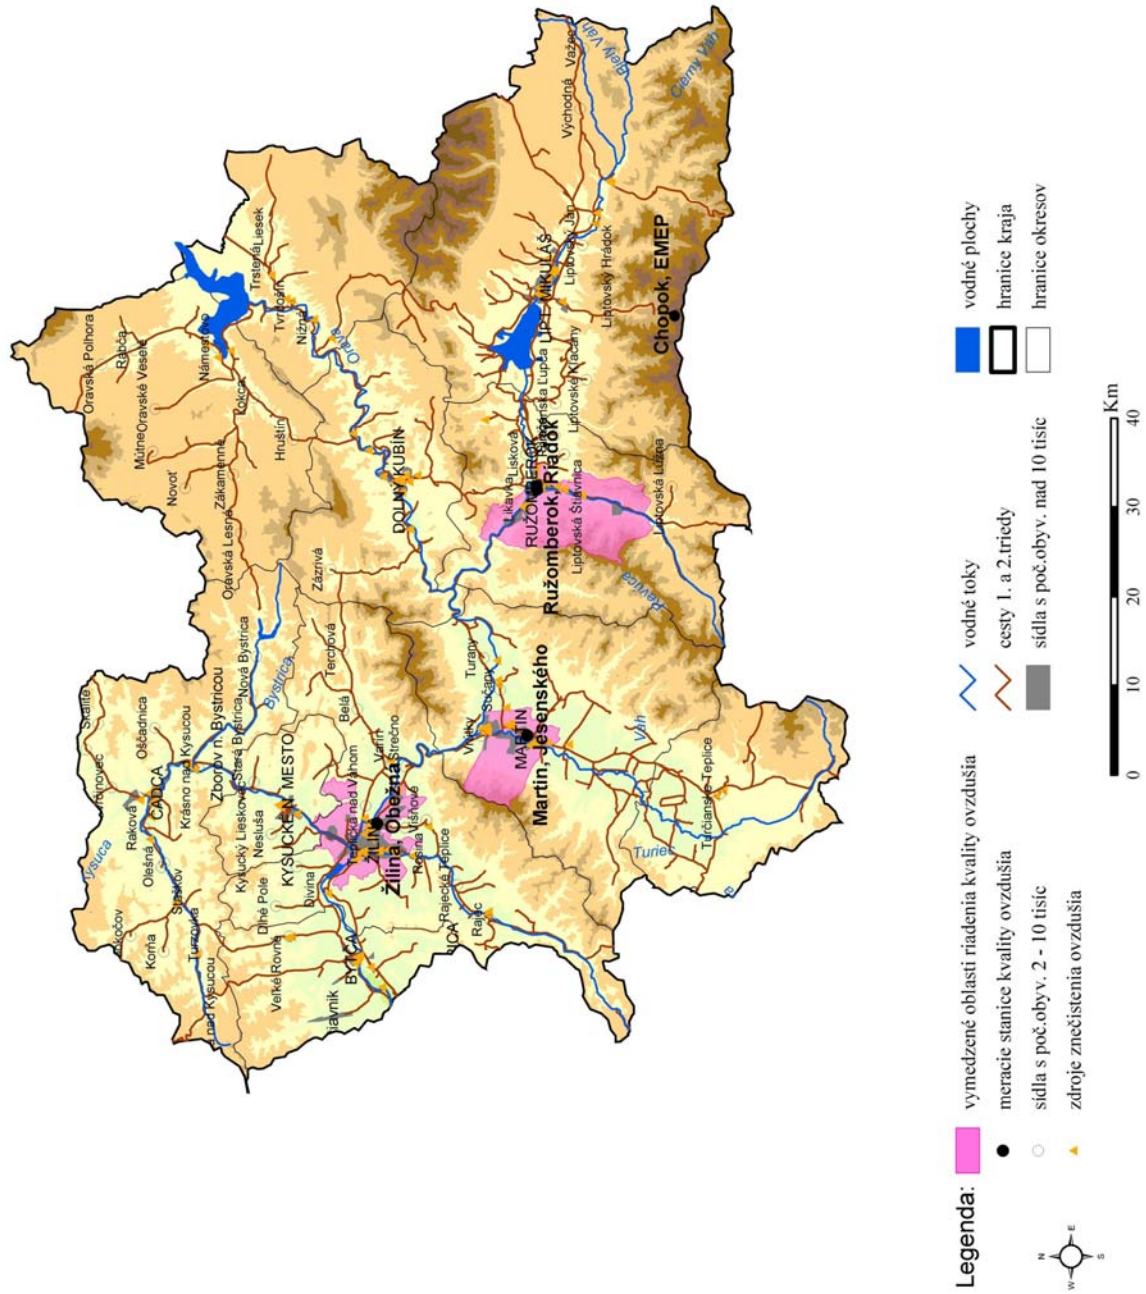 Skalité
Oščadnica
Raková
ČADCA
Krásno nad Kysucou
Olešná
Staškov
Turzovka
Korňa
Zborov n. Bystricou
Stará Bystrica
Nová Bystrica
Bystrica
Kysucký Lieskovec
Nesluša
KYSUCKÉ N. MESTO
Dlhé Pole
Divina
Veľké Rovné
BYTČA
Teplička nad Váhom
Belá
Terchová
Varín
Strečno
Žilina, Obežná
Višňové
Rosina
Rajecké Teplice
Rajec
Oravská Polhora
Rabča
Oravské Veselé
Mútne
Novoť
Zákamenné
Oravská Lesná
Námestovo
Lokca
Hruštín
Zázrivá
Trstená
Liesek
Tvrdošín
Nižná
Orava
DOLNÝ KUBÍN
Turany
Sučany
Vrútky
MARTIN
Martin, Jesenského
Váh
Turiec
Turčianske Teplice
Likavka
Lisková
RUŽOMBEROK
Ružomberok, Riadok
Liptovská Štiavnica
Liptovská Lúžna
Revúca
LIPT. MIKULÁŠ
Liptovské Kľačany
Liptovský Ján
Liptovský Hrádok
Chopok, EMEP
Východná
Važec
Biely Váh
Čierny Váh
Legenda:
vymedzené oblasti riadenia kvality ovzdušia
meracie stanice kvality ovzdušia
sídla s poč.obyv. 2 - 10 tisíc
zdroje znečistenia ovzdušia
vodné toky
cesty 1. a 2.triedy
sídla s poč.obyv. nad 10 tisíc
vodné plochy
hranice kraja
hranice okresov
N
W E
S
0 10 20 30 40
Km